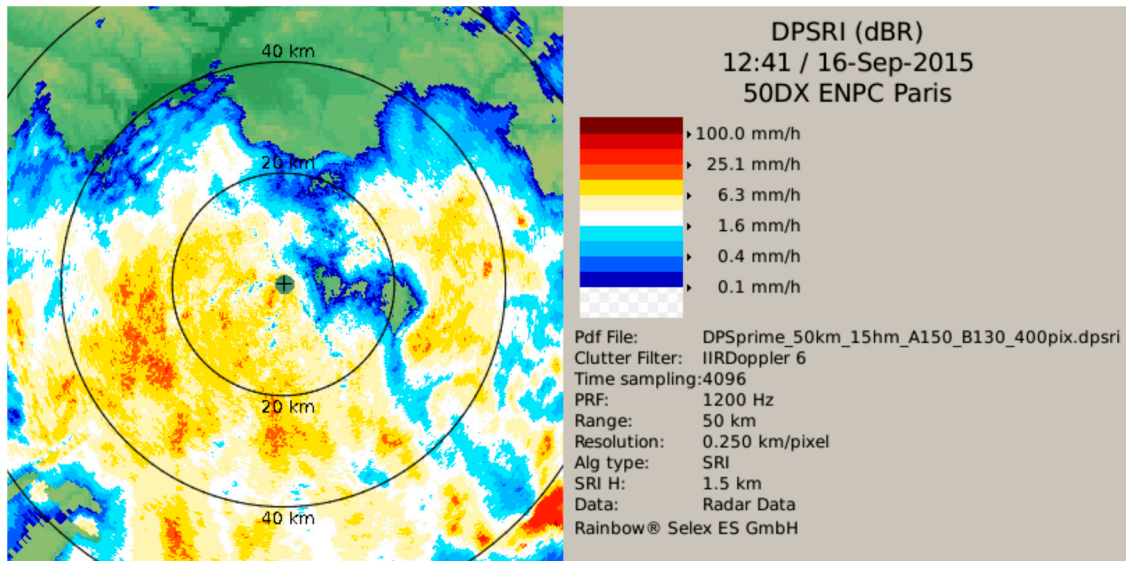 40 km
20 km
20 km
40 km
DPSRI (dBR)
12:41 / 16-Sep-2015
50DX ENPC Paris
100.0 mm/h
25.1 mm/h
6.3 mm/h
1.6 mm/h
0.4 mm/h
0.1 mm/h
Pdf File: DPSprime_50km_15hm_A150_B130_400pix.dpsri
Clutter Filter: IIRDoppler 6
Time sampling:4096
PRF: 1200 Hz
Range: 50 km
Resolution: 0.250 km/pixel
Alg type: SRI
SRI H: 1.5 km
Data: Radar Data
Rainbow® Selex ES GmbH